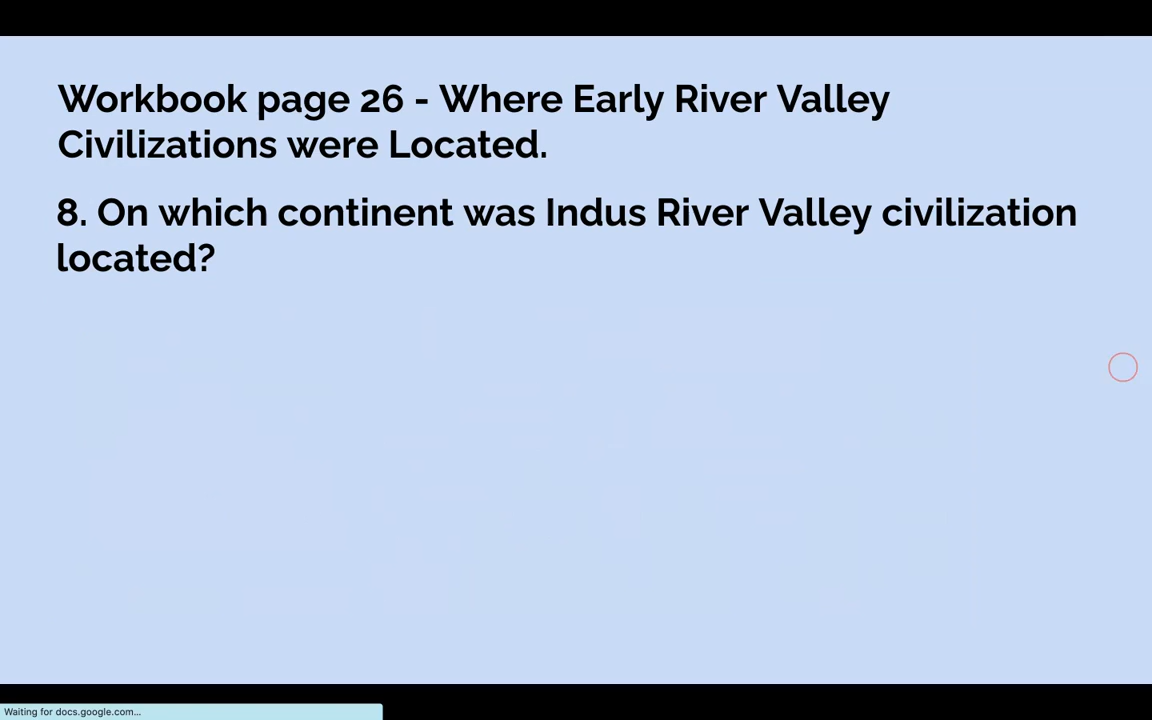 Workbook page 26 - Where Early River Valley
Civilizations were Located.
8. On which continent was Indus River Valley civilization
located?
Waiting for docs.google.com...